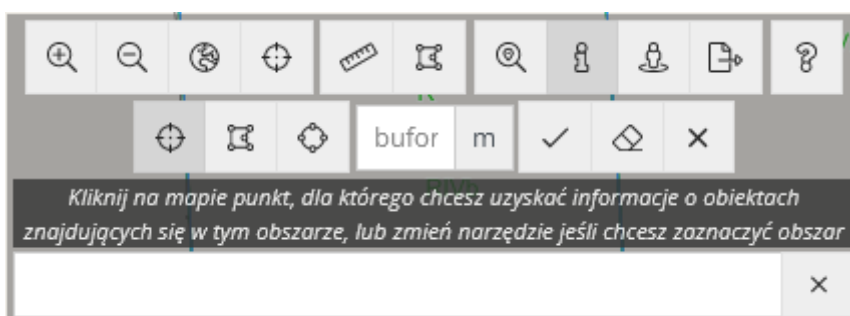 bufor m
Kliknij na mapie punkt, dla którego chcesz uzyskać informacje o obiektach
znajdujących się w tym obszarze, lub zmień narzędzie jeśli chcesz zaznaczyć obszar